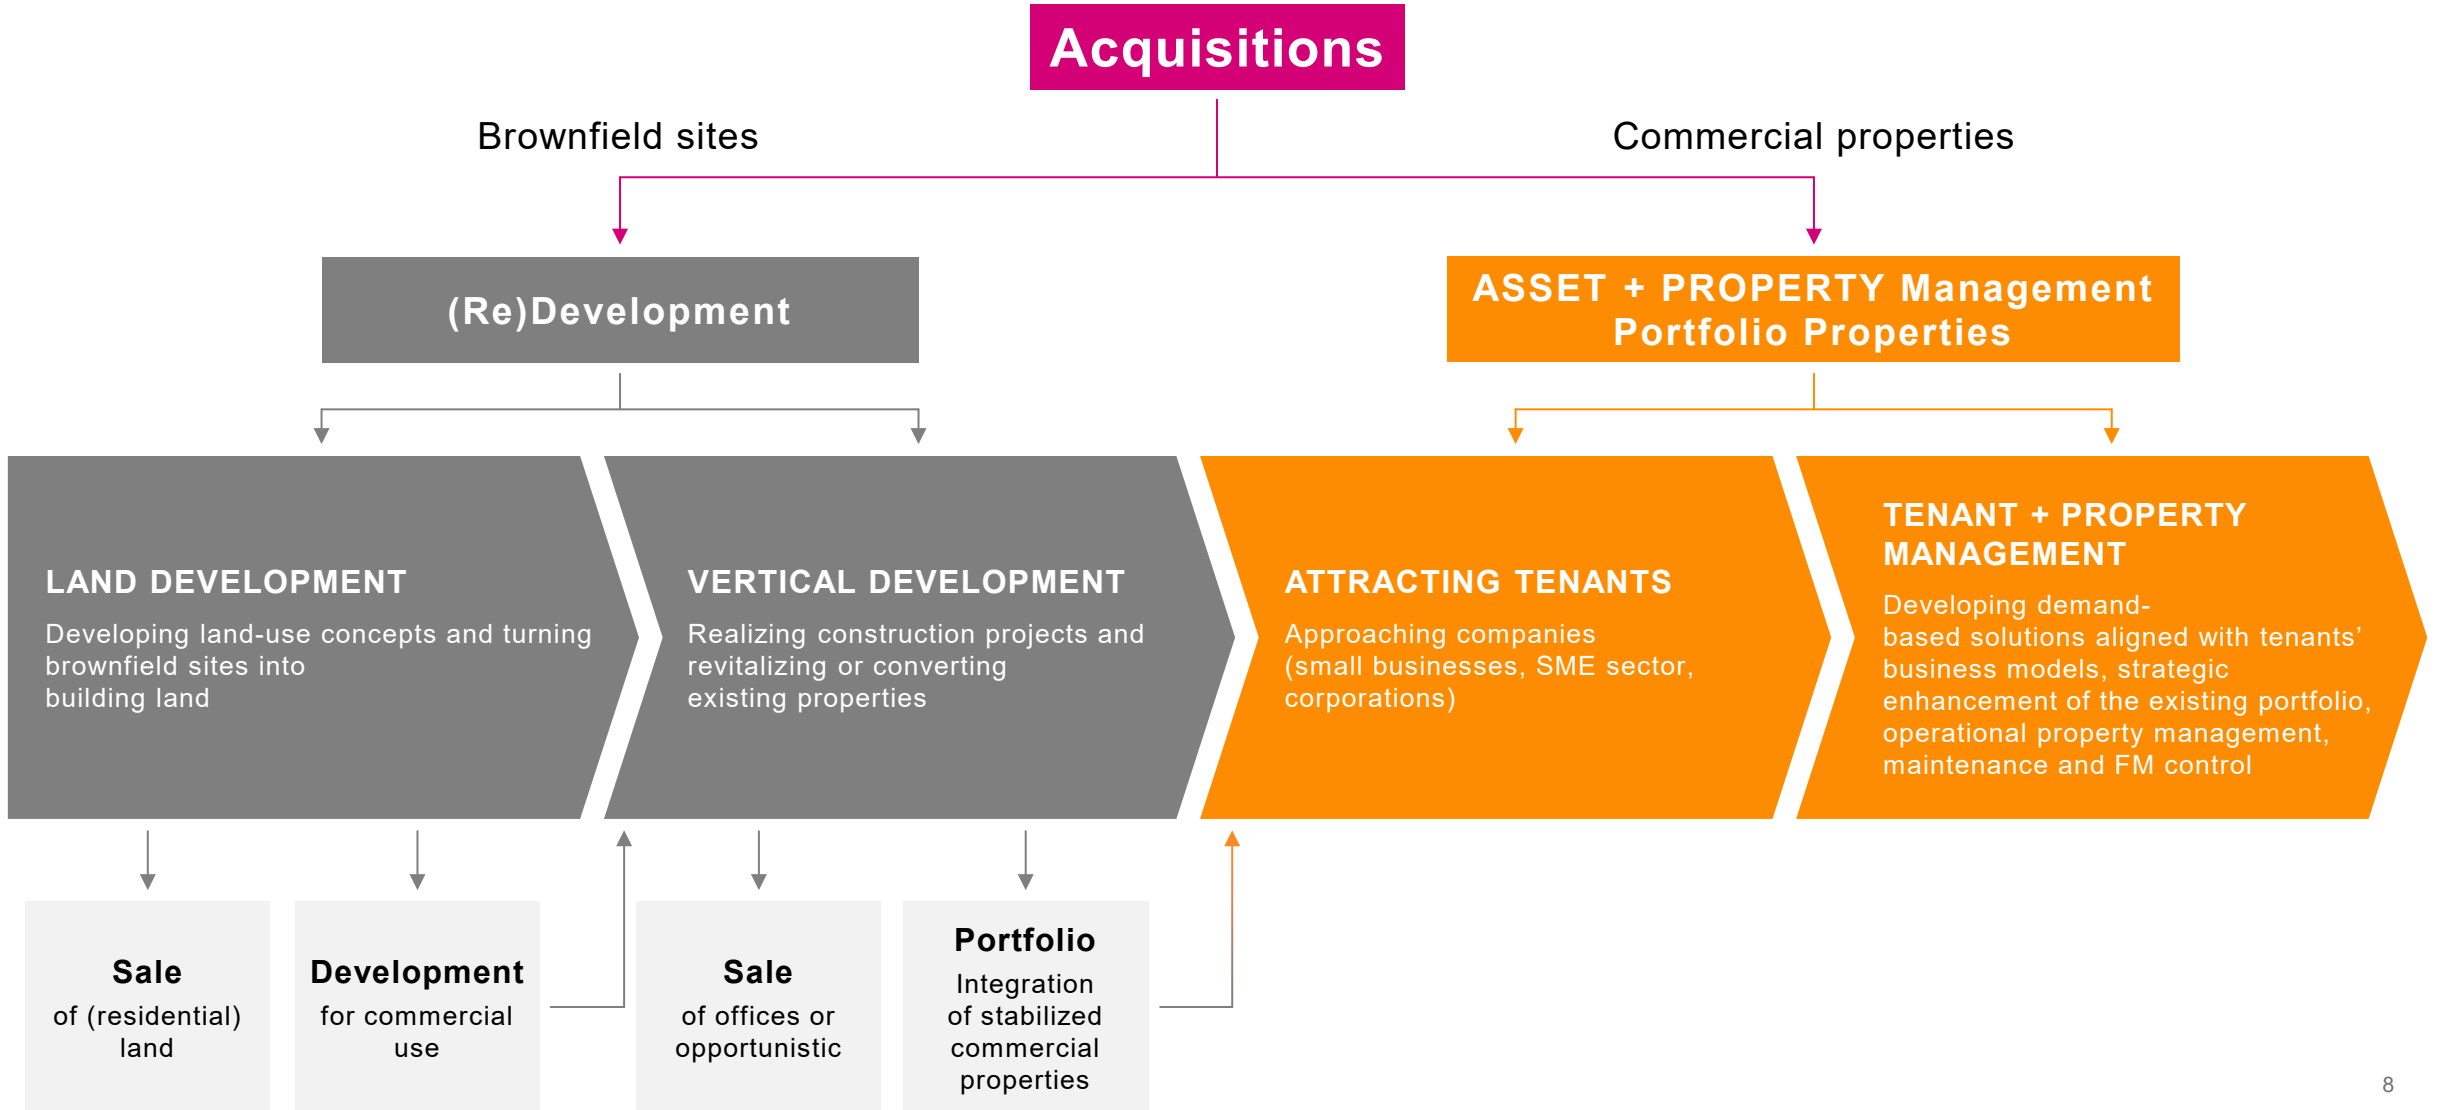 Acquisitions
Brownfield sites
Commercial properties
(Re)Development
ASSET + PROPERTY Management
Portfolio Properties
LAND DEVELOPMENT
Developing land-use concepts and turning
brownfield sites into
building land
VERTICAL DEVELOPMENT
Realizing construction projects and
revitalizing or converting
existing properties
ATTRACTING TENANTS
Approaching companies
(small businesses, SME sector,
corporations)
TENANT + PROPERTY
MANAGEMENT
Developing demand-
based solutions aligned with tenants’
business models, strategic
enhancement of the existing portfolio,
operational property management,
maintenance and FM control
Sale
of (residential)
land
Development
for commercial
use
Sale
of offices or
opportunistic
Portfolio
Integration
of stabilized
commercial
properties
8